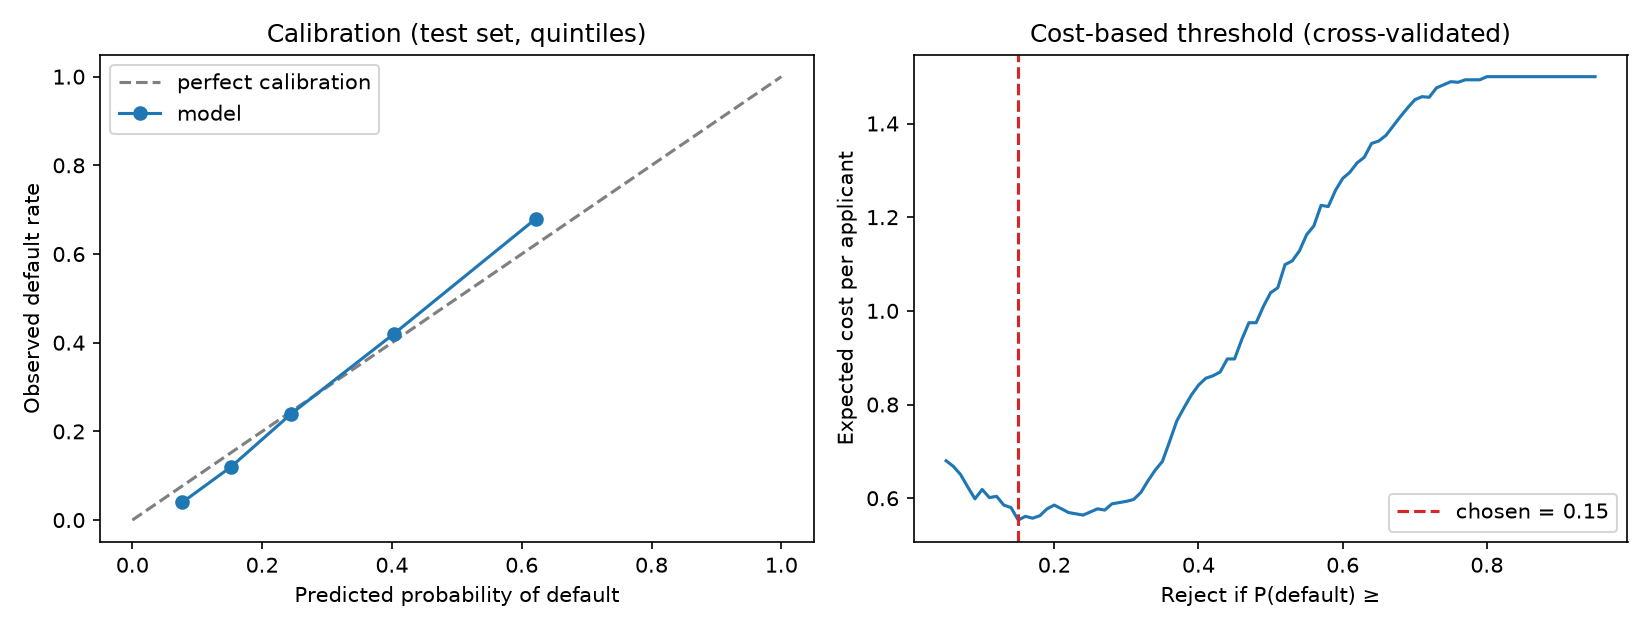 Calibration (test set, quintiles)
perfect calibration
model
1.0
0.8
0.6
0.4
0.2
0.0
Observed default rate
0.0 0.2 0.4 0.6 0.8 1.0
Predicted probability of default
Cost-based threshold (cross-validated)
1.4
1.2
1.0
0.8
0.6
Expected cost per applicant
chosen = 0.15
0.2 0.4 0.6 0.8
Reject if P(default) ≥